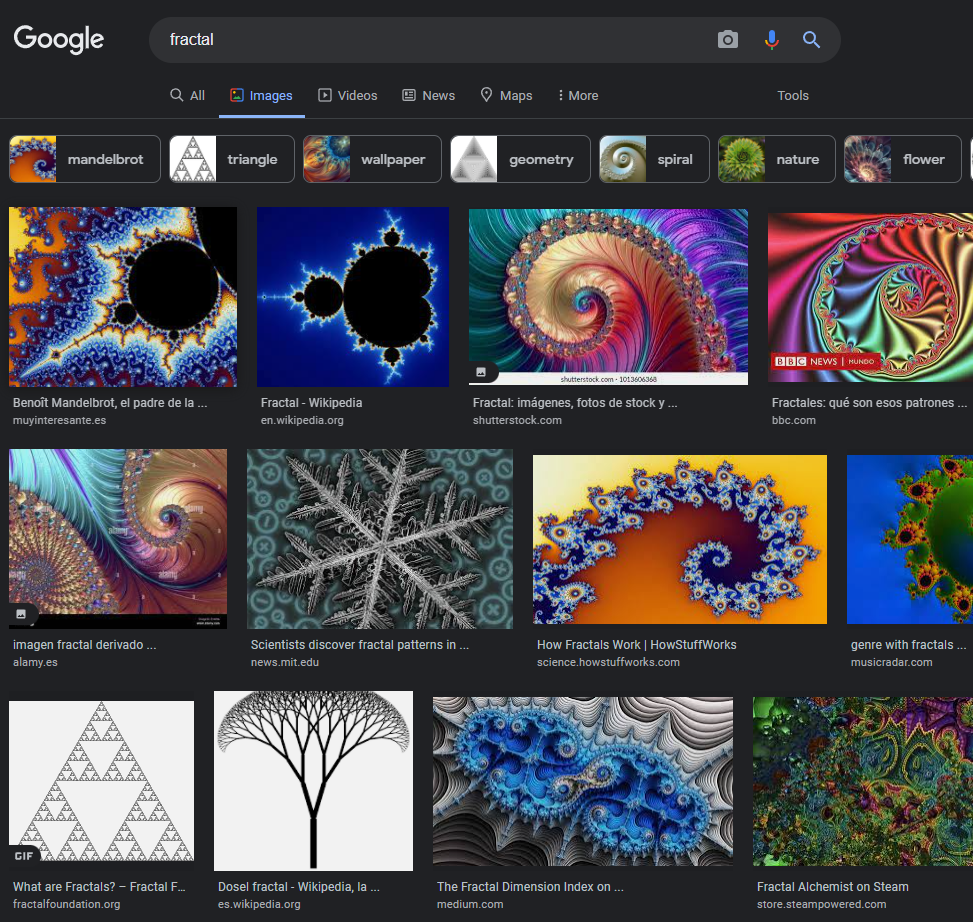 Google
fractal
All
Images
Videos
News
Maps
More
Tools
mandelbrot
triangle
wallpaper
geometry
spiral
nature
flower
shutterstock.com · 1013606368
BBC NEWS | MUNDO
Benoît Mandelbrot, el padre de la ...
muyinteresante.es
Fractal - Wikipedia
en.wikipedia.org
Fractal: imágenes, fotos de stock y ...
shutterstock.com
Fractales: qué son esos patrones ...
bbc.com
alamy
alamy
imagen fractal derivado ...
alamy.es
Scientists discover fractal patterns in ...
news.mit.edu
How Fractals Work | HowStuffWorks
science.howstuffworks.com
genre with fractals ...
musicradar.com
GIF
What are Fractals? – Fractal F...
fractalfoundation.org
Dosel fractal - Wikipedia, la ...
es.wikipedia.org
The Fractal Dimension Index on ...
medium.com
Fractal Alchemist on Steam
store.steampowered.com